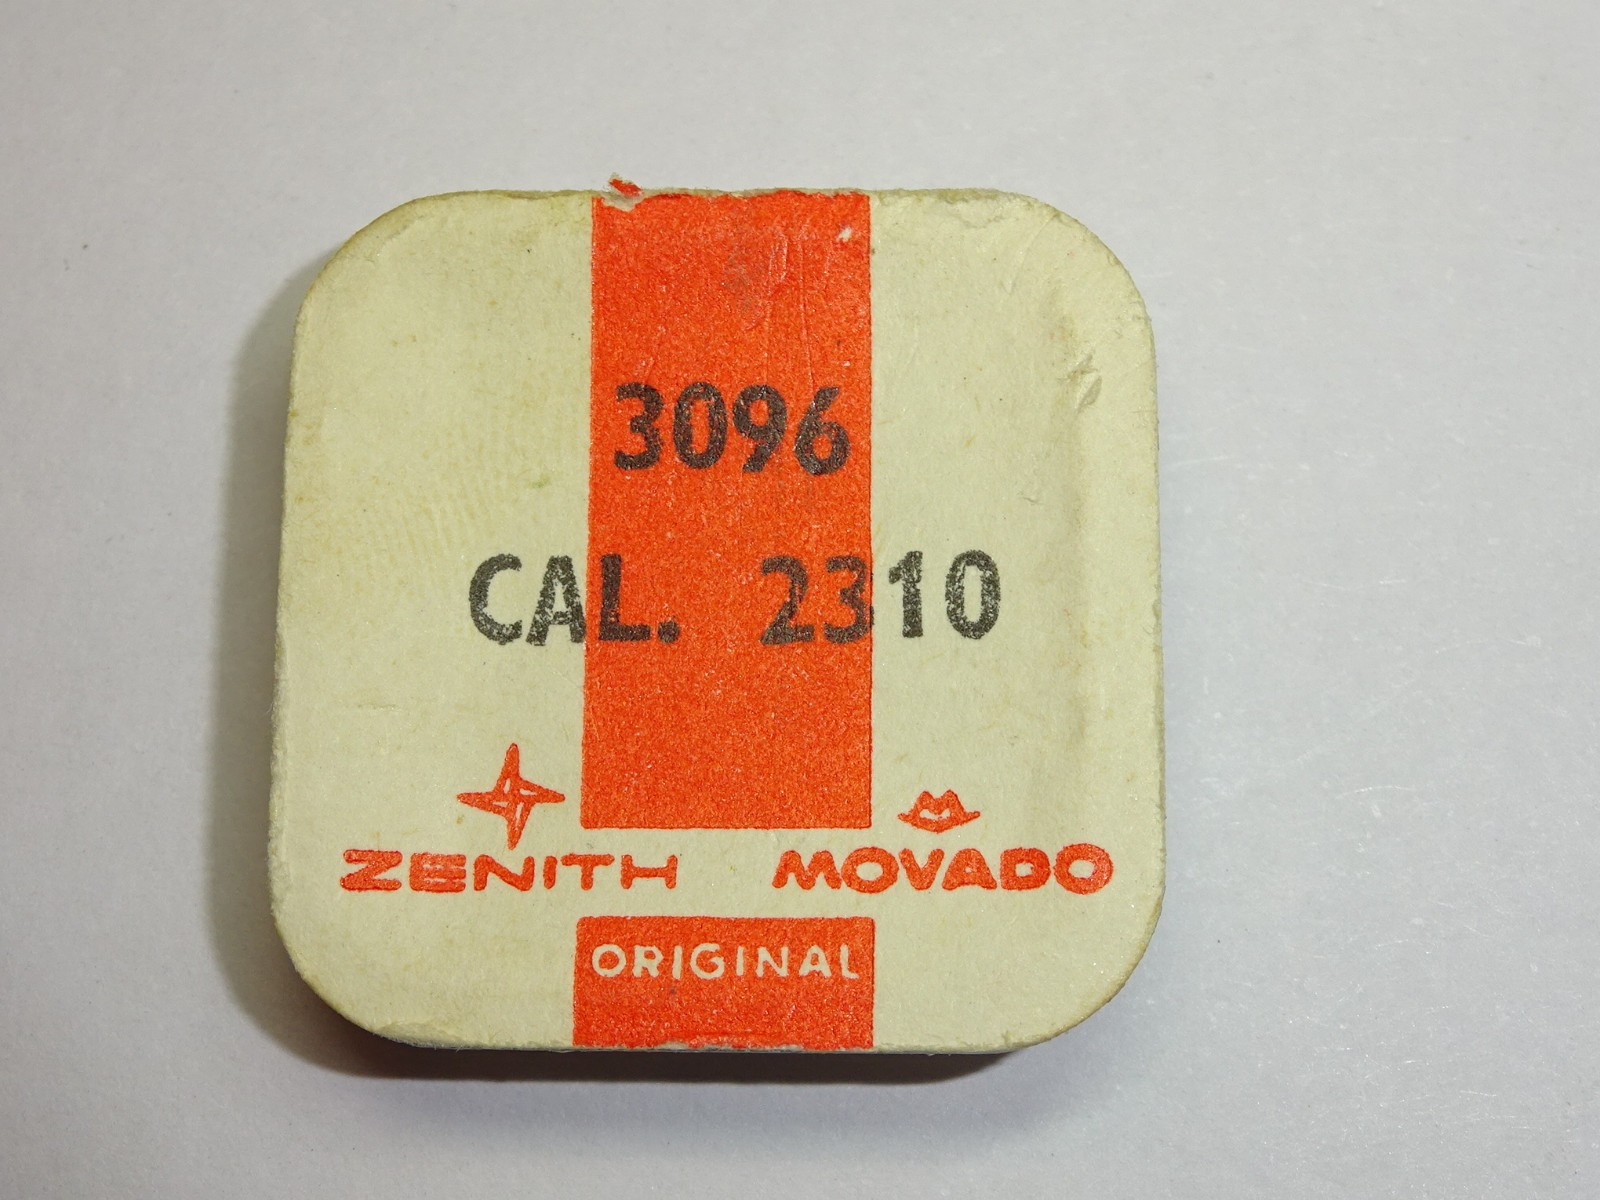 3096
CAL. 2310
ZENITH MOVADO
ORIGINAL